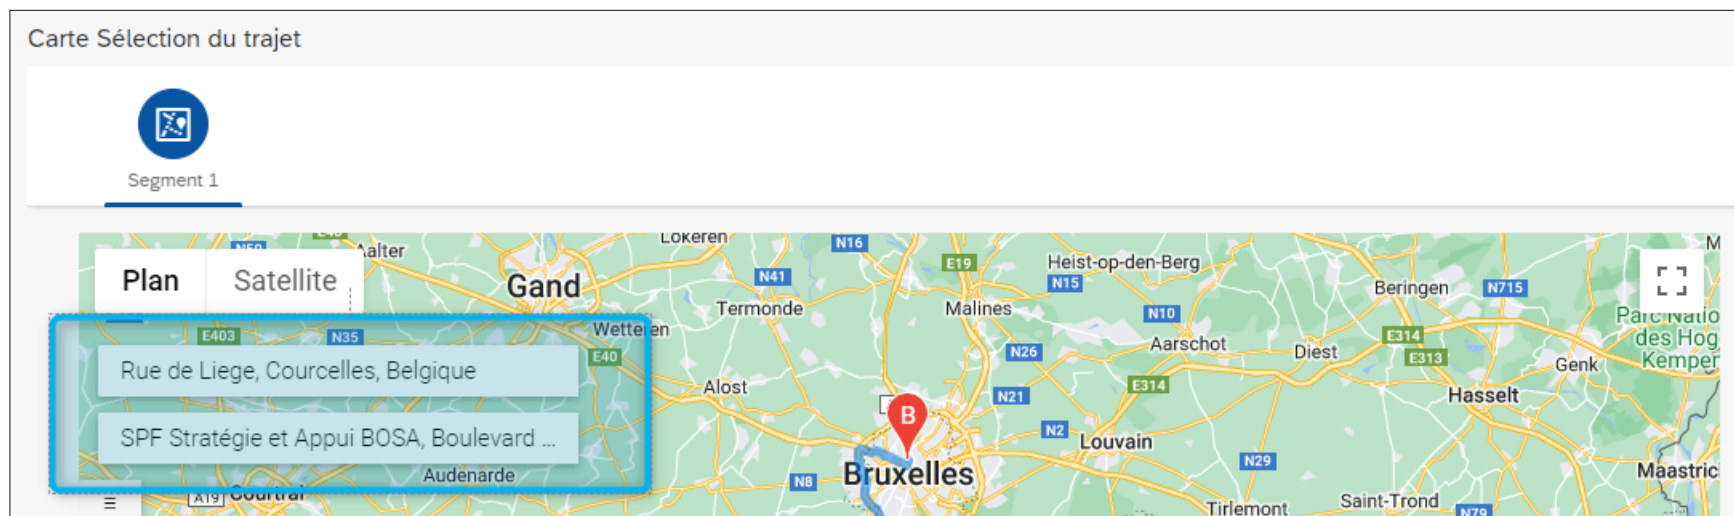 Carte Sélection du trajet
Segment 1
Plan
Satellite
N50
Aalter
Gand
Lokeren
N16
E19
Heist-op-den-Berg
N41
N15
Termonde
Malines
Beringen
N715
N10
E403
N35
Wetteren
E40
Aarschot
E314
Diest
E313
Parc Natio
des Hog
Kemper
Genk
N26
Rue de Liege, Courcelles, Belgique
Alost
E314
N21
Hasselt
B
SPF Stratégie et Appui BOSA, Boulevard ...
N2
Louvain
N29
Audenarde
N8
Bruxelles
Maastric
A19
Courtrai
Tirlemont
Saint-Trond
N79